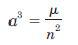 a³ = μ / n²